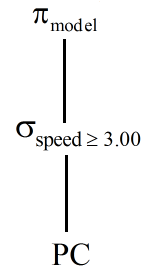 π model
σ speed ≥ 3.00
PC